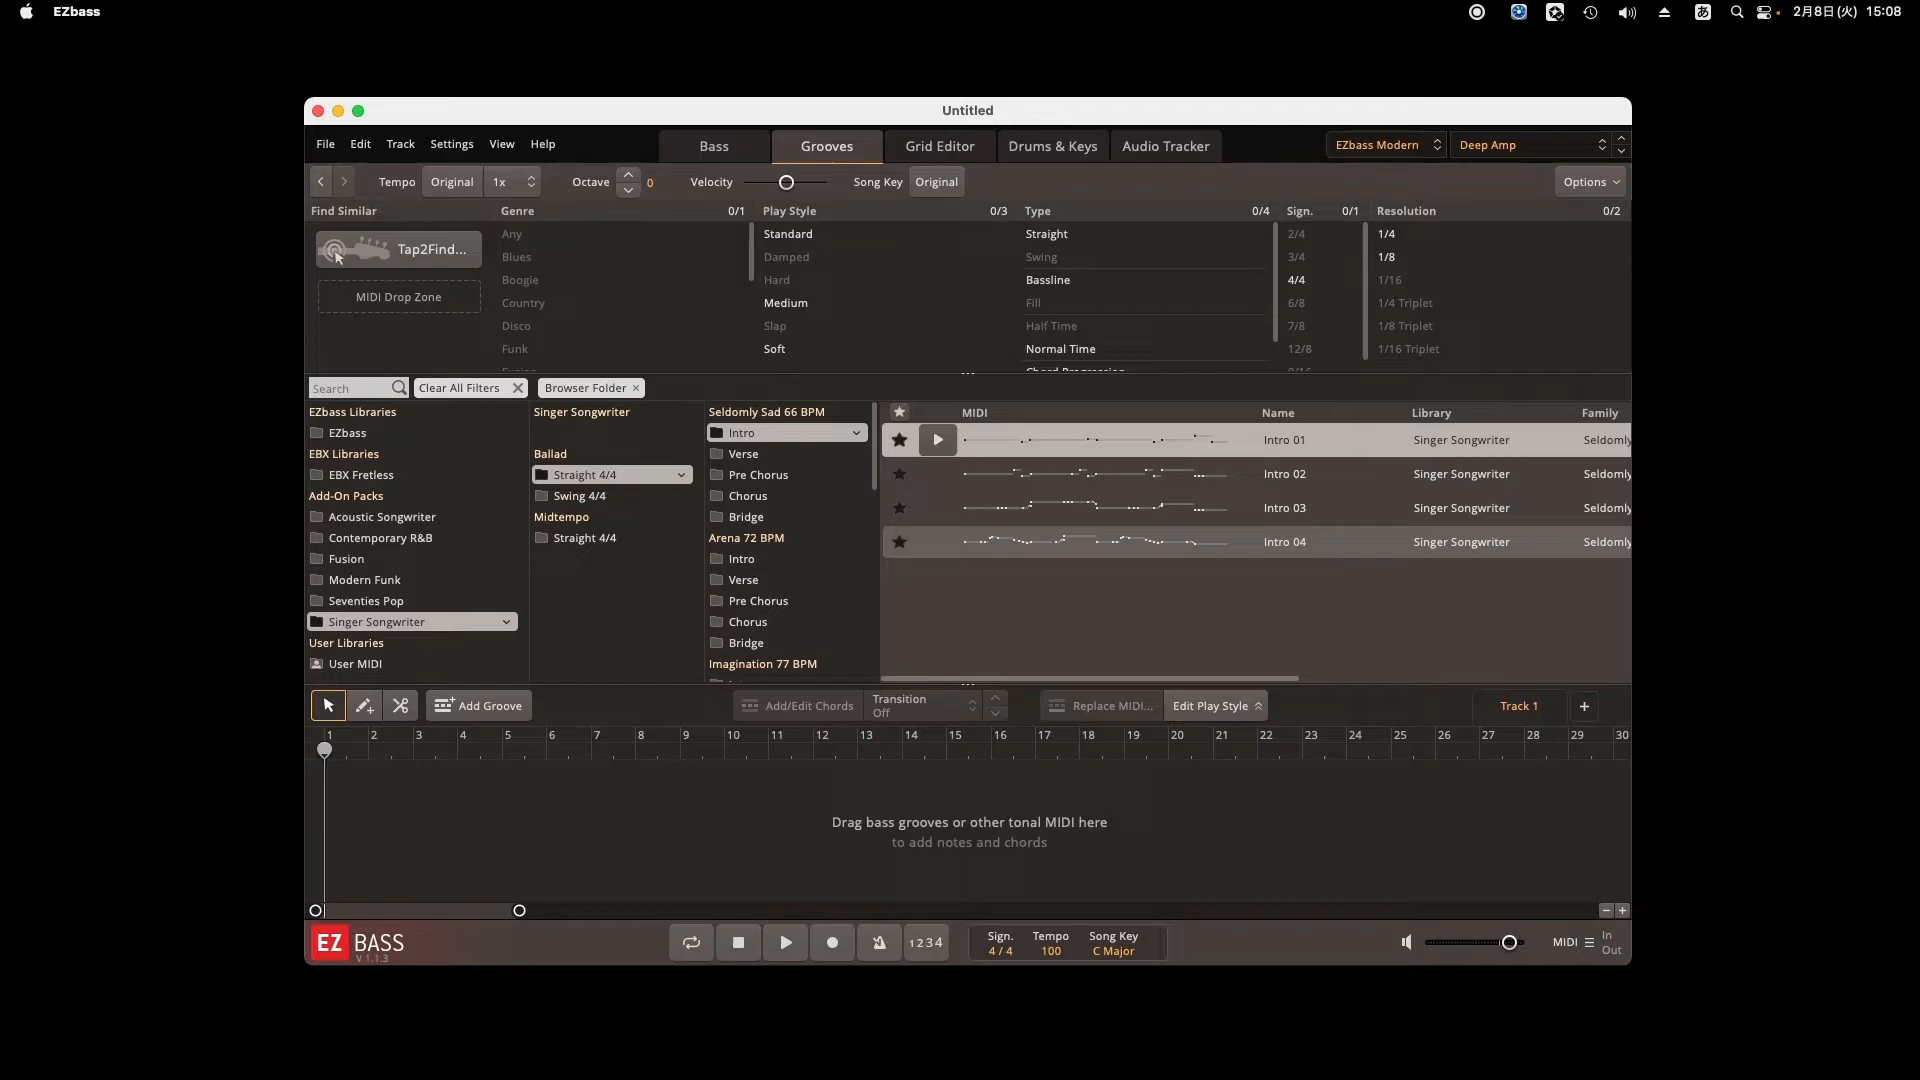 EZbass
あ
2月8日(火) 15:08
Untitled
File Edit Track Settings View Help
Bass Grooves Grid Editor Drums & Keys Audio Tracker
EZbass Modern Deep Amp
Tempo Original 1x Octave 0 Velocity Song Key Original Options
Find Similar Genre 0/1 Play Style 0/3 Type 0/4 Sign. 0/1 Resolution 0/2
Tap2Find...
MIDI Drop Zone
Any
Blues
Boogie
Country
Disco
Funk
Standard
Damped
Hard
Medium
Slap
Soft
Straight
Swing
Bassline
Fill
Half Time
Normal Time
Chord Progression
2/4
3/4
4/4
6/8
7/8
12/8
1/4
1/8
1/16
1/4 Triplet
1/8 Triplet
1/16 Triplet
Search Clear All Filters Browser Folder
EZbass Libraries
EZbass
EBX Libraries
EBX Fretless
Add-On Packs
Acoustic Songwriter
Contemporary R&B
Fusion
Modern Funk
Seventies Pop
Singer Songwriter
User Libraries
User MIDI
Singer Songwriter
Ballad
Straight 4/4
Swing 4/4
Midtempo
Straight 4/4
Seldomly Sad 66 BPM
Intro
Verse
Pre Chorus
Chorus
Bridge
Arena 72 BPM
Intro
Verse
Pre Chorus
Chorus
Bridge
Imagination 77 BPM
MIDI Name Library Family
Intro 01 Singer Songwriter Seldomly
Intro 02 Singer Songwriter Seldomly
Intro 03 Singer Songwriter Seldomly
Intro 04 Singer Songwriter Seldomly
Add Groove Add/Edit Chords Transition Off Replace MIDI... Edit Play Style Track 1 +
1 2 3 4 5 6 7 8 9 10 11 12 13 14 15 16 17 18 19 20 21 22 23 24 25 26 27 28 29 30
Drag bass grooves or other tonal MIDI here
to add notes and chords
EZ BASS
V 1.1.3
1 2 3 4
Sign. Tempo Song Key
4 / 4 100 C Major
MIDI In Out